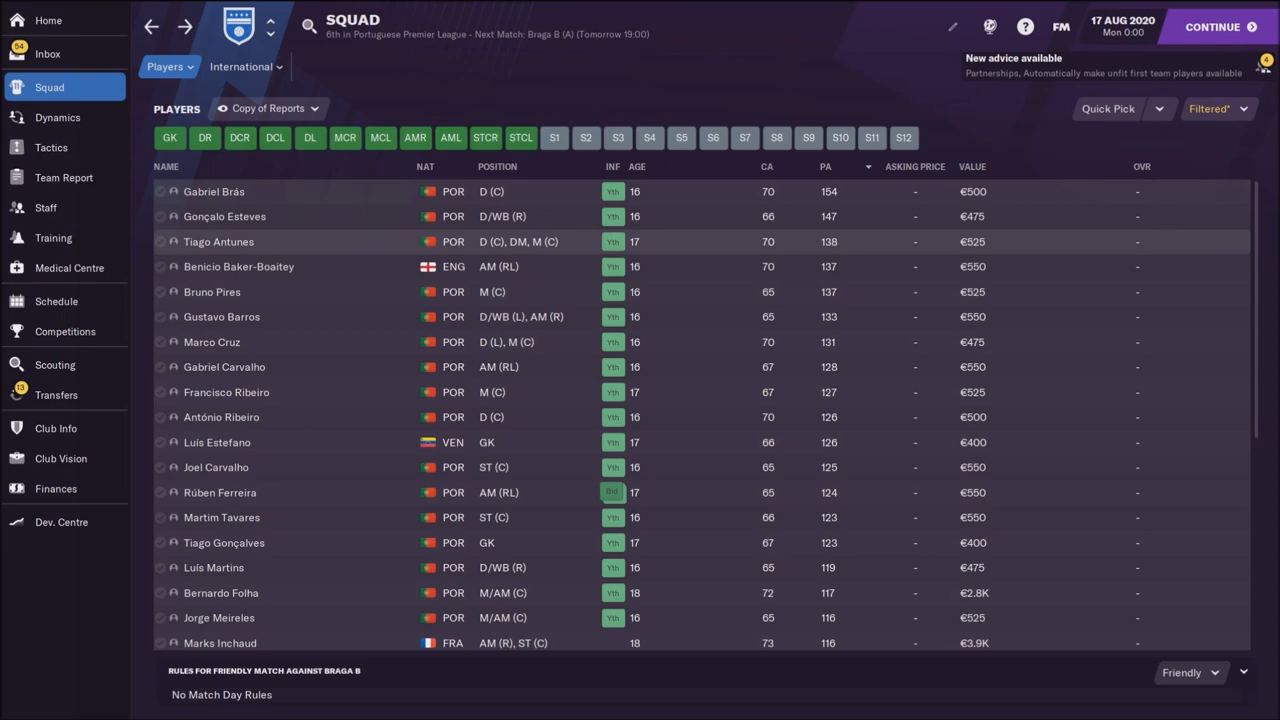 Home
54
Inbox
Squad
Dynamics
Tactics
Team Report
Staff
Training
Medical Centre
Schedule
Competitions
Scouting
13
Transfers
Club Info
Club Vision
Finances
Dev. Centre
SQUAD
6th in Portuguese Premier League - Next Match: Braga B (A) (Tomorrow 19:00)
? FM
17 AUG 2020
Mon 0:00
CONTINUE
Players International
New advice available
Partnerships, Automatically make unfit first team players available
4
PLAYERS Copy of Reports Quick Pick Filtered*
GK DR DCR DCL DL MCR MCL AMR AML STCR STCL S1 S2 S3 S4 S5 S6 S7 S8 S9 S10 S11 S12
NAME NAT POSITION INF AGE CA PA ASKING PRICE VALUE OVR
Gabriel Brás POR D (C) Yth 16 70 154 - €500 -
Gonçalo Esteves POR D/WB (R) Yth 16 66 147 - €475 -
Tiago Antunes POR D (C), DM, M (C) Yth 17 70 138 - €525 -
Benicio Baker-Boaitey ENG AM (RL) Yth 16 70 137 - €550 -
Bruno Pires POR M (C) Yth 16 65 137 - €525 -
Gustavo Barros POR D/WB (L), AM (R) Yth 16 65 133 - €550 -
Marco Cruz POR D (L), M (C) Yth 16 70 131 - €475 -
Gabriel Carvalho POR AM (RL) Yth 16 67 128 - €550 -
Francisco Ribeiro POR M (C) Yth 17 67 127 - €525 -
António Ribeiro POR D (C) Yth 16 70 126 - €500 -
Luís Estefano VEN GK Yth 17 66 126 - €400 -
Joel Carvalho POR ST (C) Yth 16 65 125 - €550 -
Rúben Ferreira POR AM (RL) Bid 17 65 124 - €550 -
Martim Tavares POR ST (C) Yth 16 66 123 - €550 -
Tiago Gonçalves POR GK Yth 17 67 123 - €400 -
Luís Martins POR D/WB (R) Yth 16 65 119 - €475 -
Bernardo Folha POR M/AM (C) Yth 18 72 117 - €2.8K -
Jorge Meireles POR M/AM (C) Yth 16 65 116 - €525 -
Marks Inchaud FRA AM (R), ST (C) 18 73 116 - €3.9K -
RULES FOR FRIENDLY MATCH AGAINST BRAGA B Friendly
No Match Day Rules